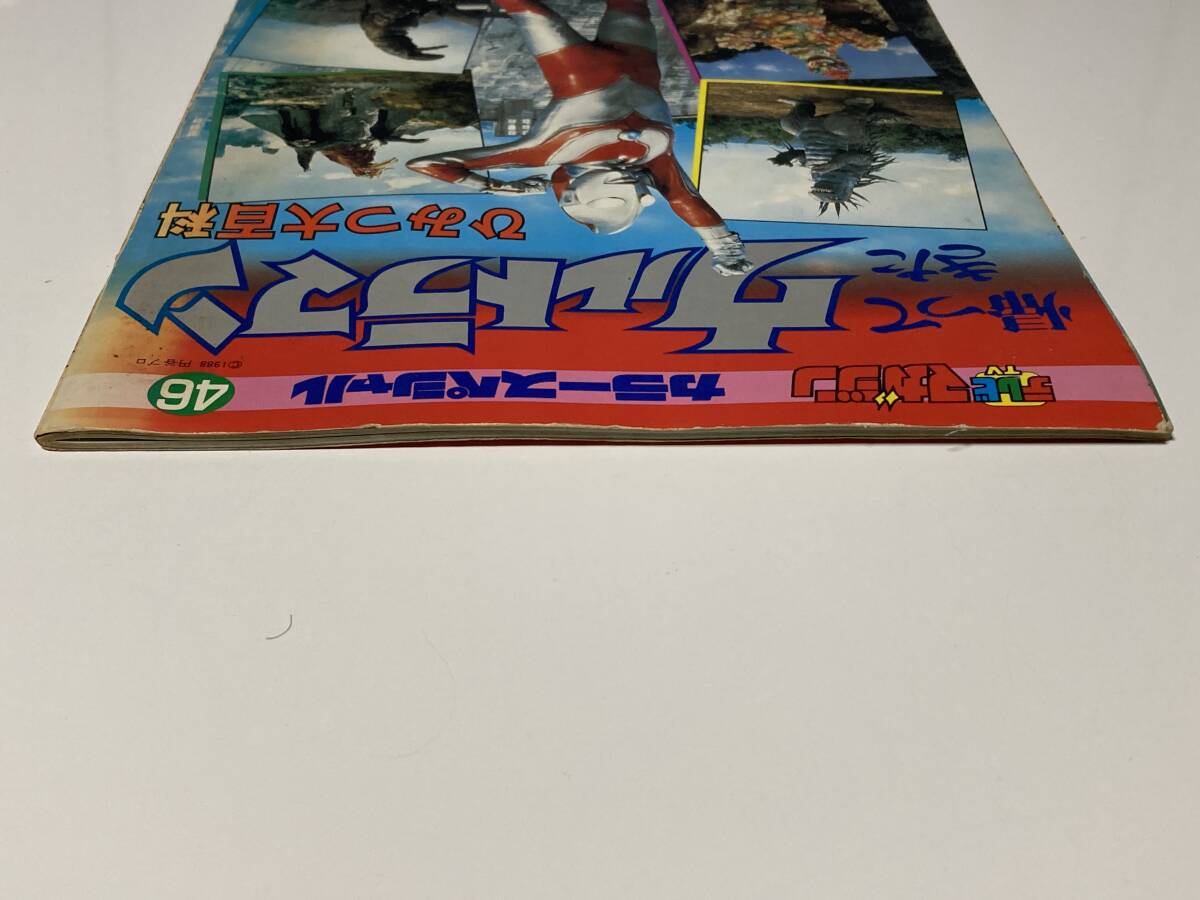 テレビマガジン カラースペシャル 46
TV
©1988 円谷プロ
帰って
きた
ウルトラマン
ひみつ大百科